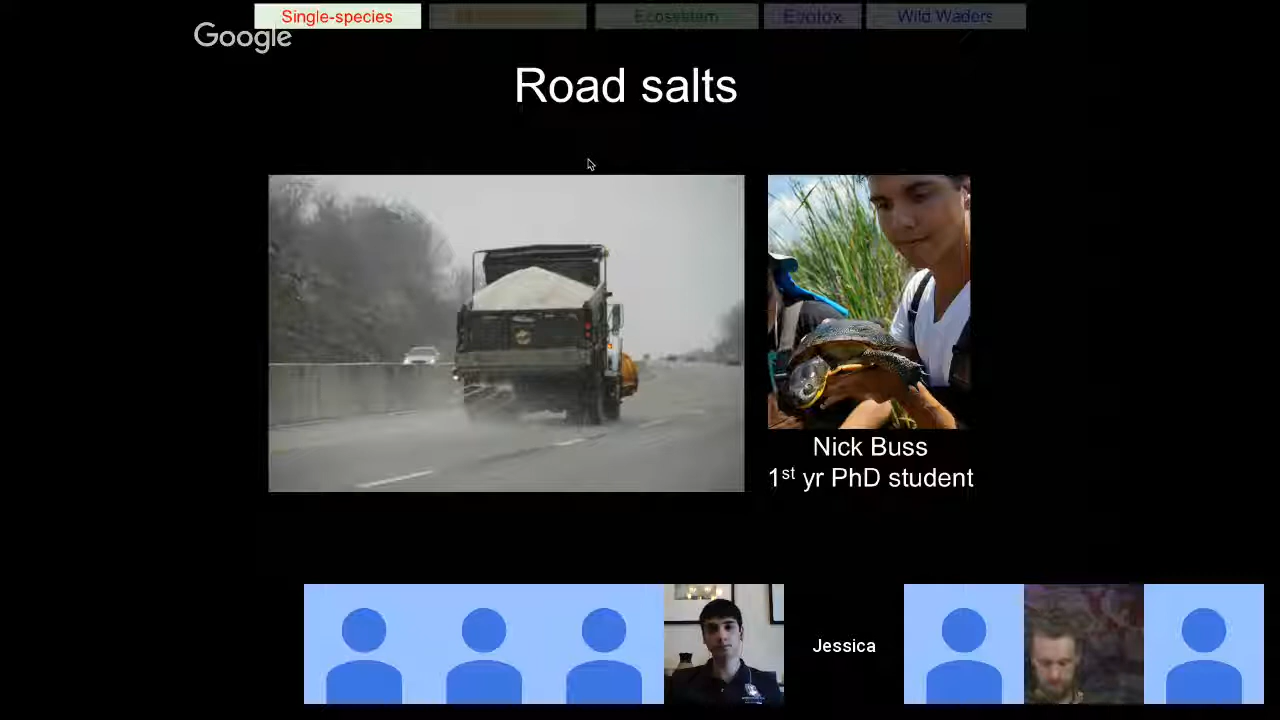 Single-species
Ecosystem
Evotox
Wild Waders
Google
Road salts
Nick Buss
1st yr PhD student
Jessica